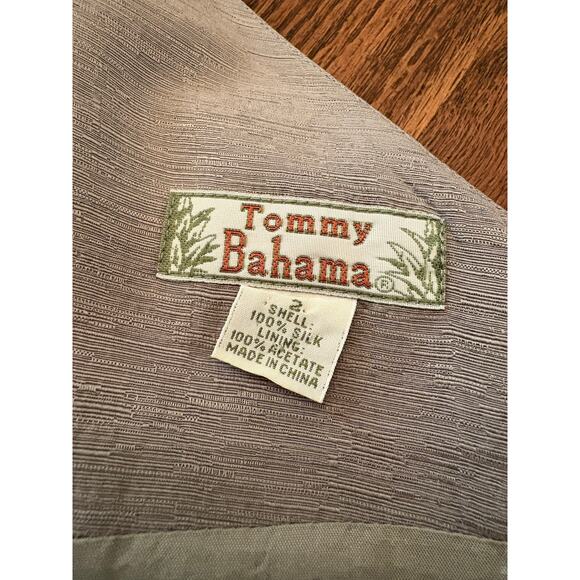 Tommy
Bahama®
2
SHELL:
100% SILK
LINING:
100% ACETATE
MADE IN CHINA